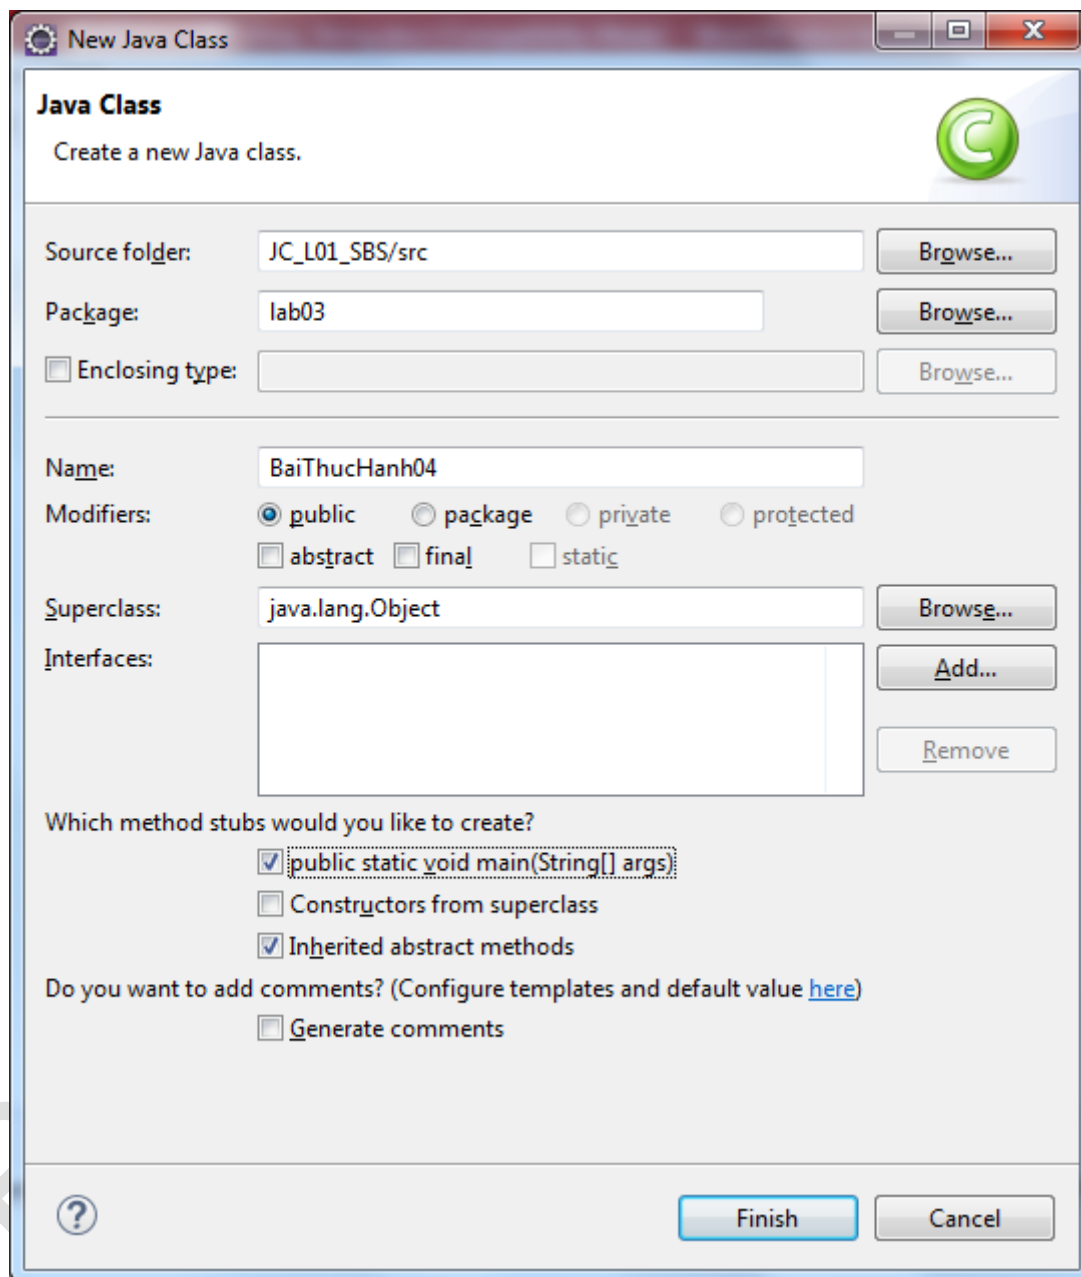 New Java Class
Java Class
Create a new Java class.
Source folder: JC_L01_SBS/src Browse...
Package: lab03 Browse...
Enclosing type: Browse...
Name: BaiThucHanh04
Modifiers: public package private protected
abstract final static
Superclass: java.lang.Object Browse...
Interfaces: Add...
Remove
Which method stubs would you like to create?
public static void main(String[] args)
Constructors from superclass
Inherited abstract methods
Do you want to add comments? (Configure templates and default value here)
Generate comments
? Finish Cancel